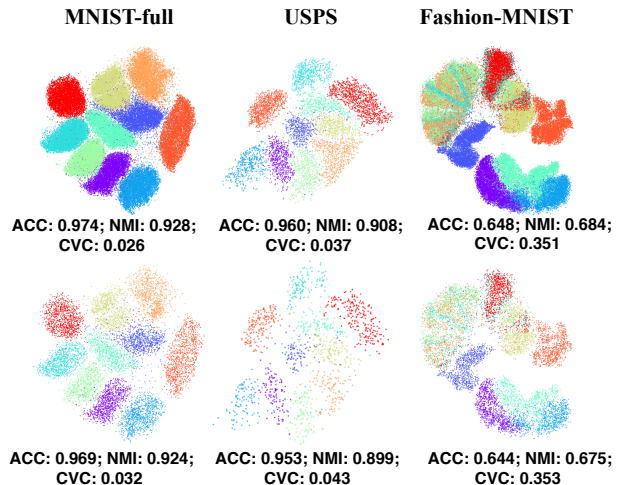 MNIST-full USPS Fashion-MNIST
ACC: 0.974; NMI: 0.928; ACC: 0.960; NMI: 0.908; ACC: 0.648; NMI: 0.684;
CVC: 0.026 CVC: 0.037 CVC: 0.351
ACC: 0.969; NMI: 0.924; ACC: 0.953; NMI: 0.899; ACC: 0.644; NMI: 0.675;
CVC: 0.032 CVC: 0.043 CVC: 0.353